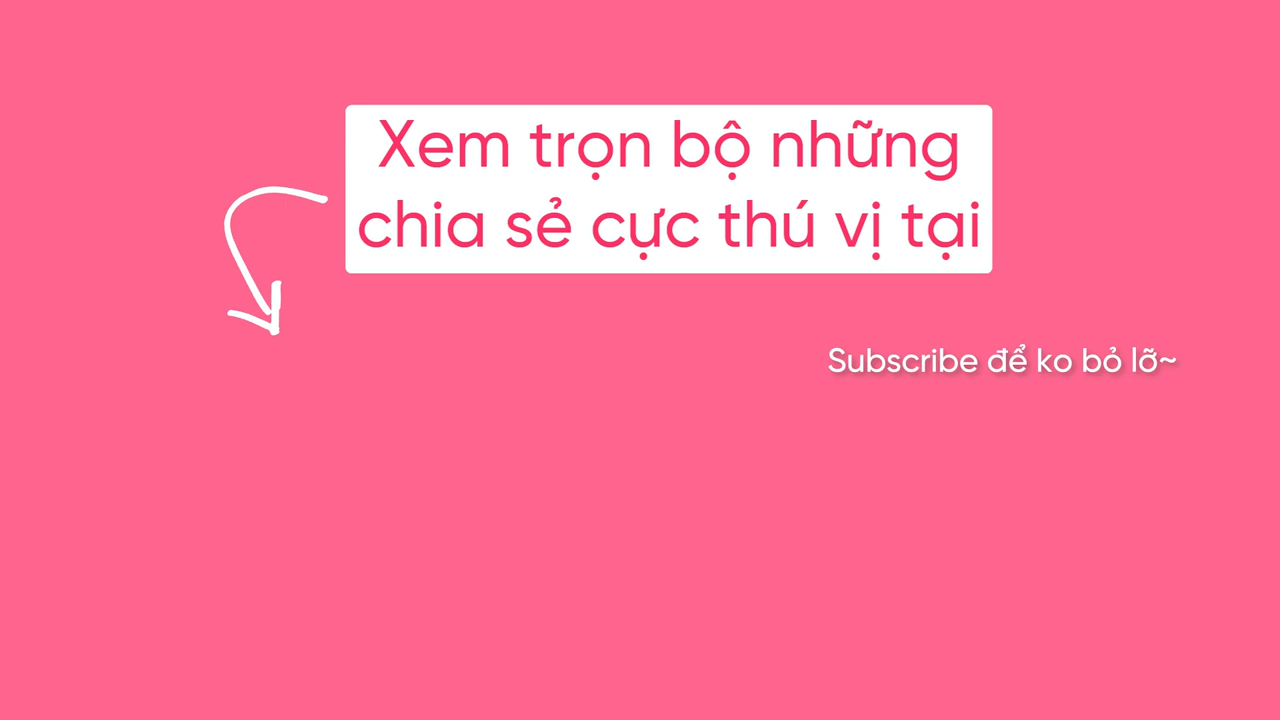 Xem trọn bộ những
chia sẻ cực thú vị tại
Subscribe để ko bỏ lỡ~